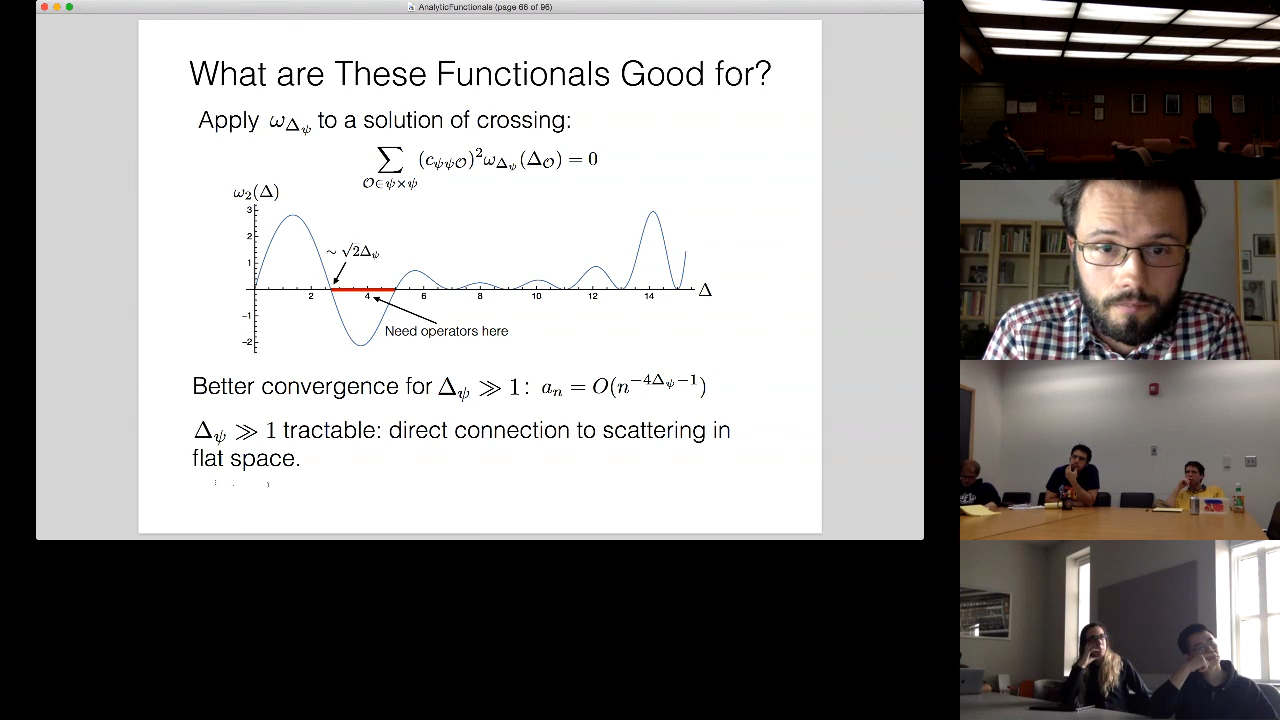 AnalyticFunctionals (page 66 of 96)
What are These Functionals Good for?
Apply ω_{Δ_ψ} to a solution of crossing:
∑_{O∈ψ×ψ} (c_{ψψO})² ω_{Δ_ψ}(Δ_O) = 0
ω₂(Δ)
3
2
1
-1
-2
∼ √2Δ_ψ
2 4 6 8 10 12 14 Δ
Need operators here
Better convergence for Δ_ψ ≫ 1: a_n = O(n^{-4Δ_ψ-1})
Δ_ψ ≫ 1 tractable: direct connection to scattering in
flat space.